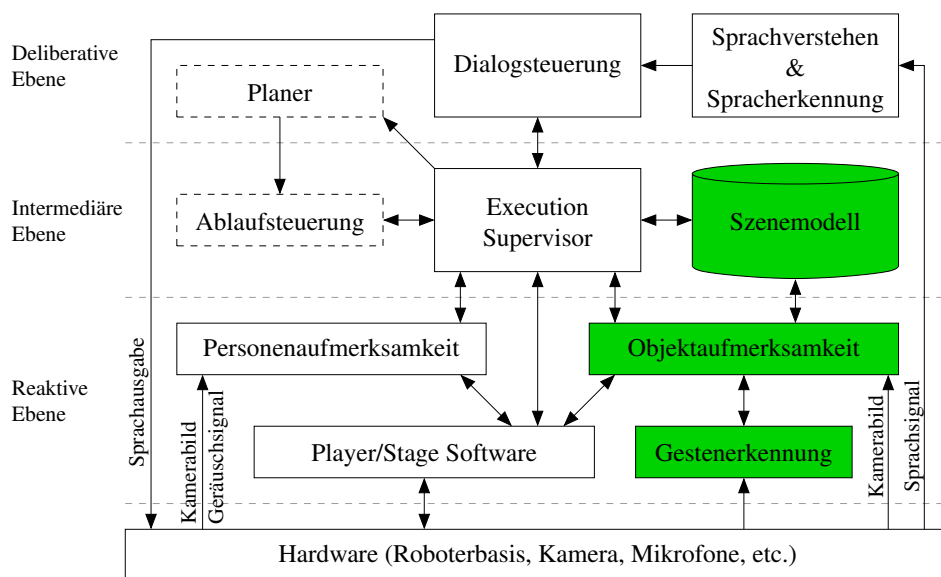 Deliberative
Ebene
Dialogsteuerung
Sprachverstehen
&
Spracherkennung
Planer
Intermediäre
Ebene
Ablaufsteuerung
Execution
Supervisor
Szenemodell
Reaktive
Ebene
Personenaufmerksamkeit
Objektaufmerksamkeit
Sprachausgabe
Kamerabild
Geräuschsignal
Player/Stage Software
Gestenerkennung
Kamerabild
Sprachsignal
Hardware (Roboterbasis, Kamera, Mikrofone, etc.)